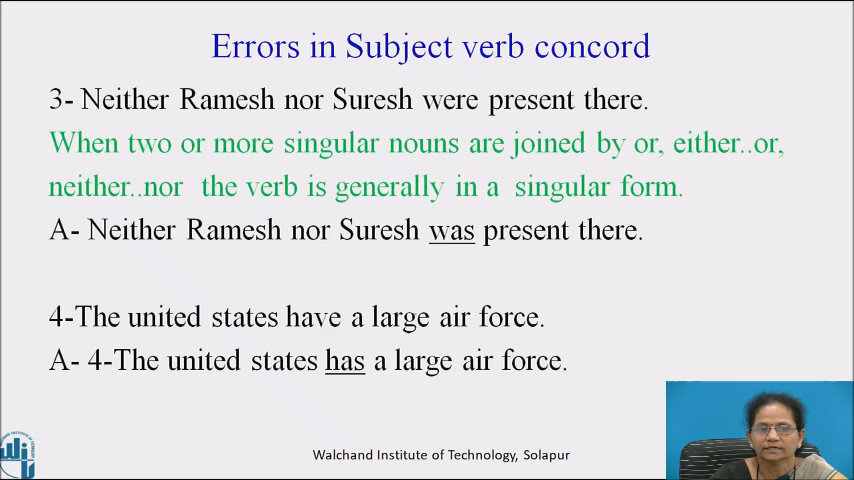 Errors in Subject verb concord
3- Neither Ramesh nor Suresh were present there.
When two or more singular nouns are joined by or, either..or,
neither..nor the verb is generally in a singular form.
A- Neither Ramesh nor Suresh was present there.
4-The united states have a large air force.
A- 4-The united states has a large air force.
Walchand Institute of Technology, Solapur